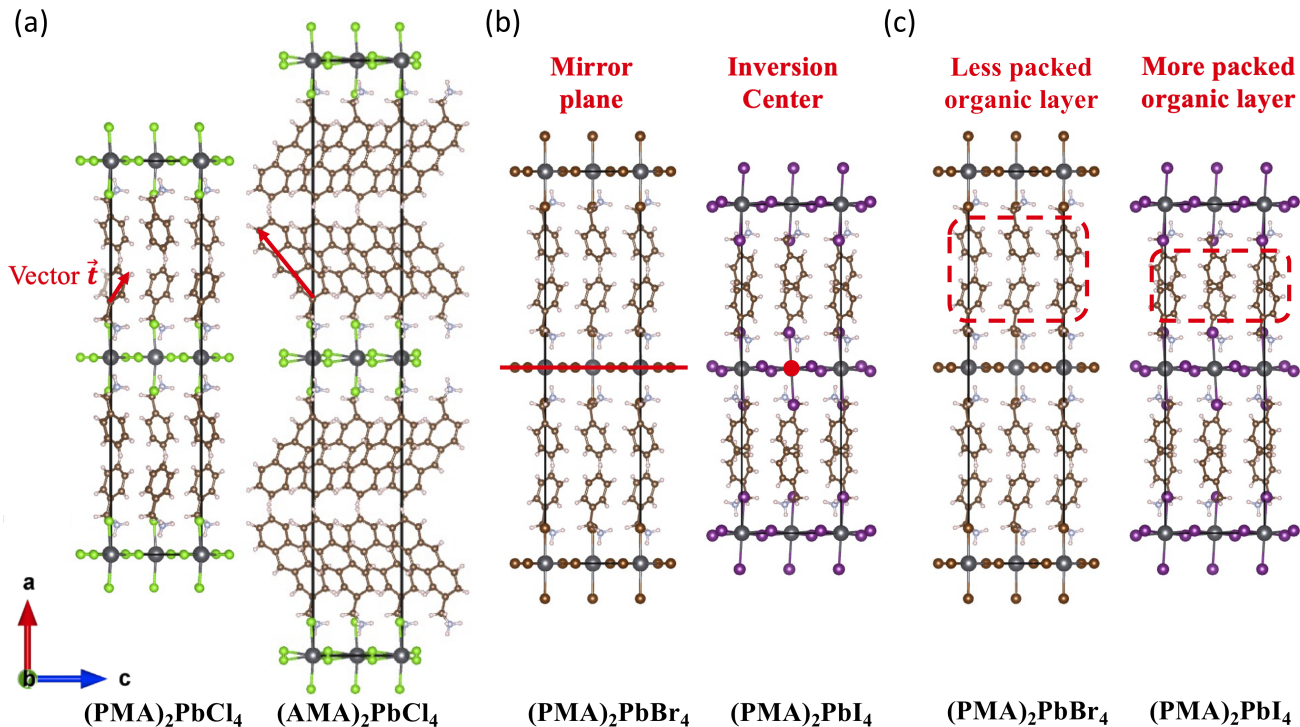 (a)
(b)
(c)
Mirror
plane
Inversion
Center
Less packed
organic layer
More packed
organic layer
Vector t⃗
a
b
c
(PMA)₂PbCl₄
(AMA)₂PbCl₄
(PMA)₂PbBr₄
(PMA)₂PbI₄
(PMA)₂PbBr₄
(PMA)₂PbI₄